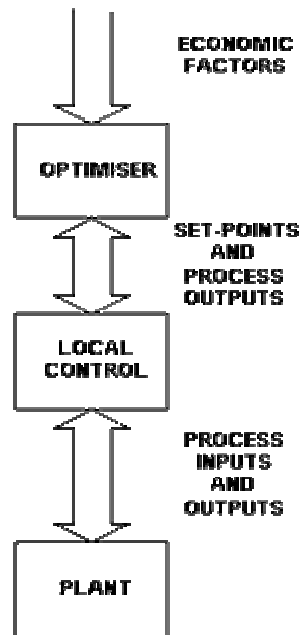 ECONOMIC
FACTORS
OPTIMISER
SET-POINTS
AND
PROCESS
OUTPUTS
LOCAL
CONTROL
PROCESS
INPUTS
AND
OUTPUTS
PLANT